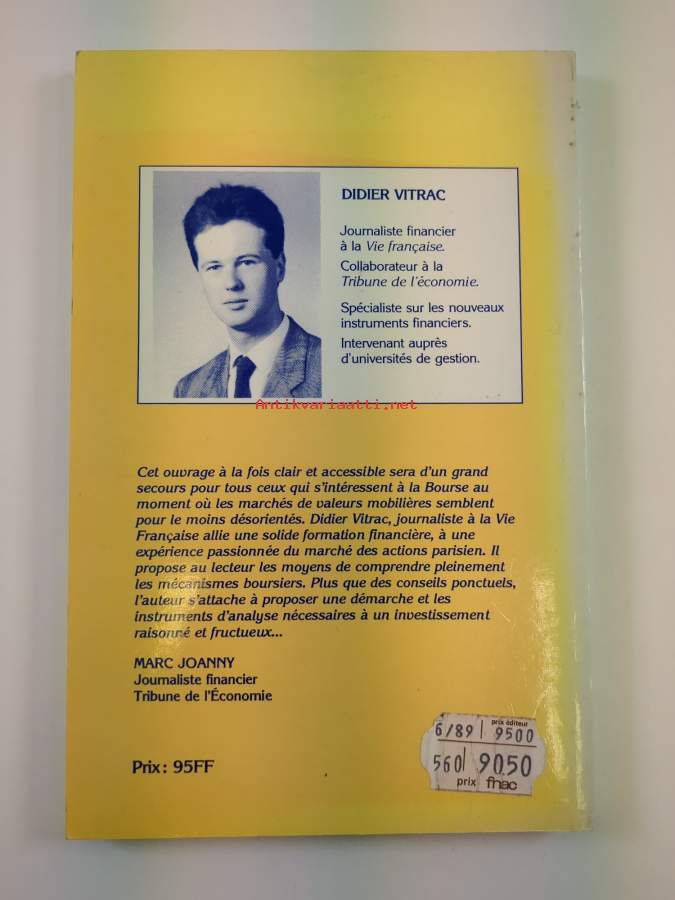 DIDIER VITRAC
Journaliste financier
à la Vie française.
Collaborateur à la
Tribune de l'économie.
Spécialiste sur les nouveaux
instruments financiers.
Intervenant auprès
d'universités de gestion.
Antikvariaatti.net
Cet ouvrage à la fois clair et accessible sera d'un grand
secours pour tous ceux qui s'intéressent à la Bourse au
moment où les marchés de valeurs mobilières semblent
pour le moins désorientés. Didier Vitrac, journaliste à la Vie
Française allie une solide formation financière, à une
expérience passionnée du marché des actions parisien. Il
propose au lecteur les moyens de comprendre pleinement
les mécanismes boursiers. Plus que des conseils ponctuels,
l'auteur s'attache à proposer une démarche et les
instruments d'analyse nécessaires à un investissement
raisonné et fructueux...
MARC JOANNY
Journaliste financier
Tribune de l'Économie
Prix : 95FF
prix éditeur
6/89 9500
560 9050
prix fnac